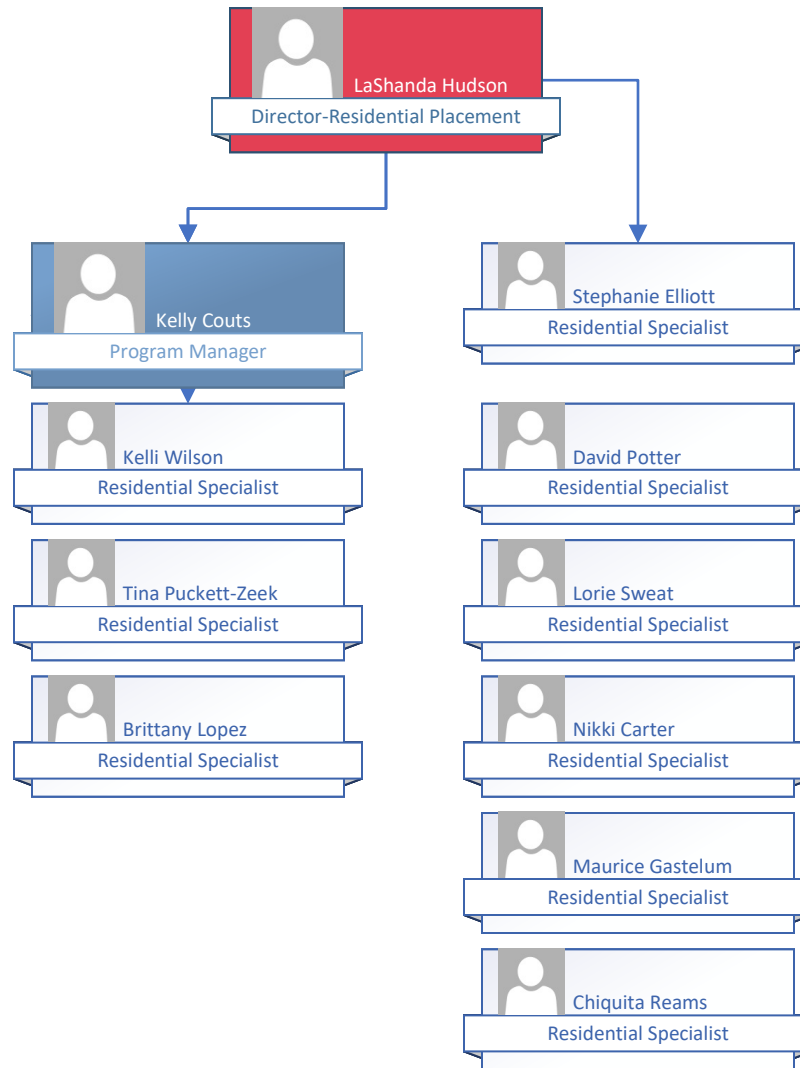 LaShanda Hudson
Director-Residential Placement
Kelly Couts
Program Manager
Kelli Wilson
Residential Specialist
Tina Puckett-Zeek
Residential Specialist
Brittany Lopez
Residential Specialist
Stephanie Elliott
Residential Specialist
David Potter
Residential Specialist
Lorie Sweat
Residential Specialist
Nikki Carter
Residential Specialist
Maurice Gastelum
Residential Specialist
Chiquita Reams
Residential Specialist